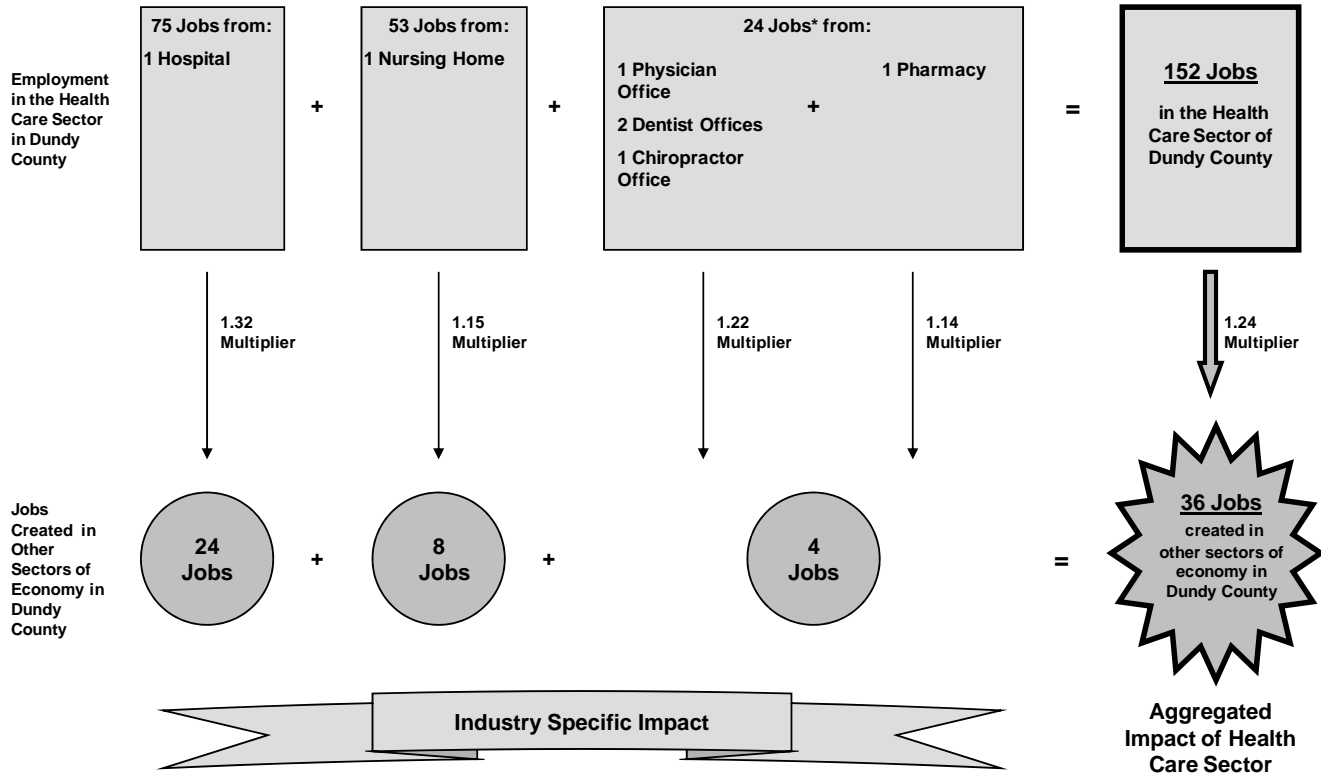 75 Jobs from:
1 Hospital
53 Jobs from:
1 Nursing Home
24 Jobs* from:
1 Physician
Office
2 Dentist Offices
1 Chiropractor
Office
1 Pharmacy
152 Jobs
in the Health
Care Sector of
Dundy County
Employment
in the Health
Care Sector
in Dundy
County
+
+
+
=
1.32
Multiplier
1.15
Multiplier
1.22
Multiplier
1.14
Multiplier
1.24
Multiplier
Jobs
Created in
Other
Sectors of
Economy in
Dundy
County
24
Jobs
+
8
Jobs
+
4
Jobs
=
36 Jobs
created in
other sectors of
economy in
Dundy County
Industry Specific Impact
Aggregated
Impact of Health
Care Sector